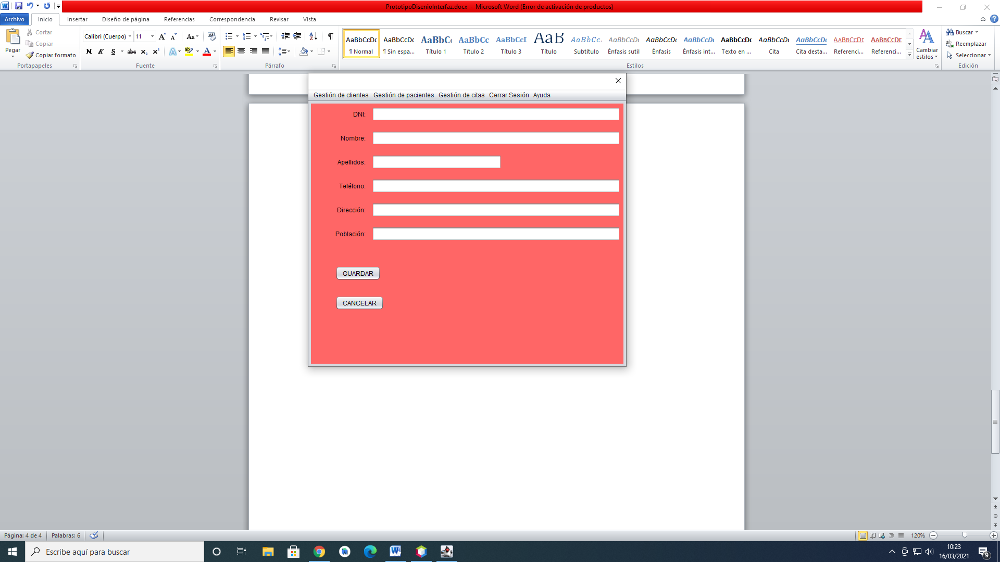 PrototipoDisenioInterfaz.docx - Microsoft Word (Error de activación de productos)
Archivo Inicio Insertar Diseño de página Referencias Correspondencia Revisar Vista
Pegar
Cortar
Copiar
Copiar formato
Portapapeles
Calibri (Cuerpo) 11
Fuente
Párrafo
AaBbCcDc AaBbCcDc AaBbC AaBbCc AaBbCcI AaB AaBbCc. AaBbCcDc AaBbCcDc AaBbCcDc AaBbCcDc AaBbCcDc AaBbCcDc AaBbCcDc AaBbCcDc
¶ Normal ¶ Sin espa... Título 1 Título 2 Título 3 Título Subtítulo Énfasis sutil Énfasis Énfasis int... Texto en ... Cita Cita desta... Referenci... Referenci...
Estilos
Cambiar estilos
Buscar
Reemplazar
Seleccionar
Edición
Gestión de clientes Gestión de pacientes Gestión de citas Cerrar Sesión Ayuda
DNI:
Nombre:
Apellidos:
Teléfono:
Dirección:
Población:
GUARDAR
CANCELAR
Página: 4 de 4 Palabras: 6
120%
Escribe aquí para buscar
10:23
16/03/2021
9